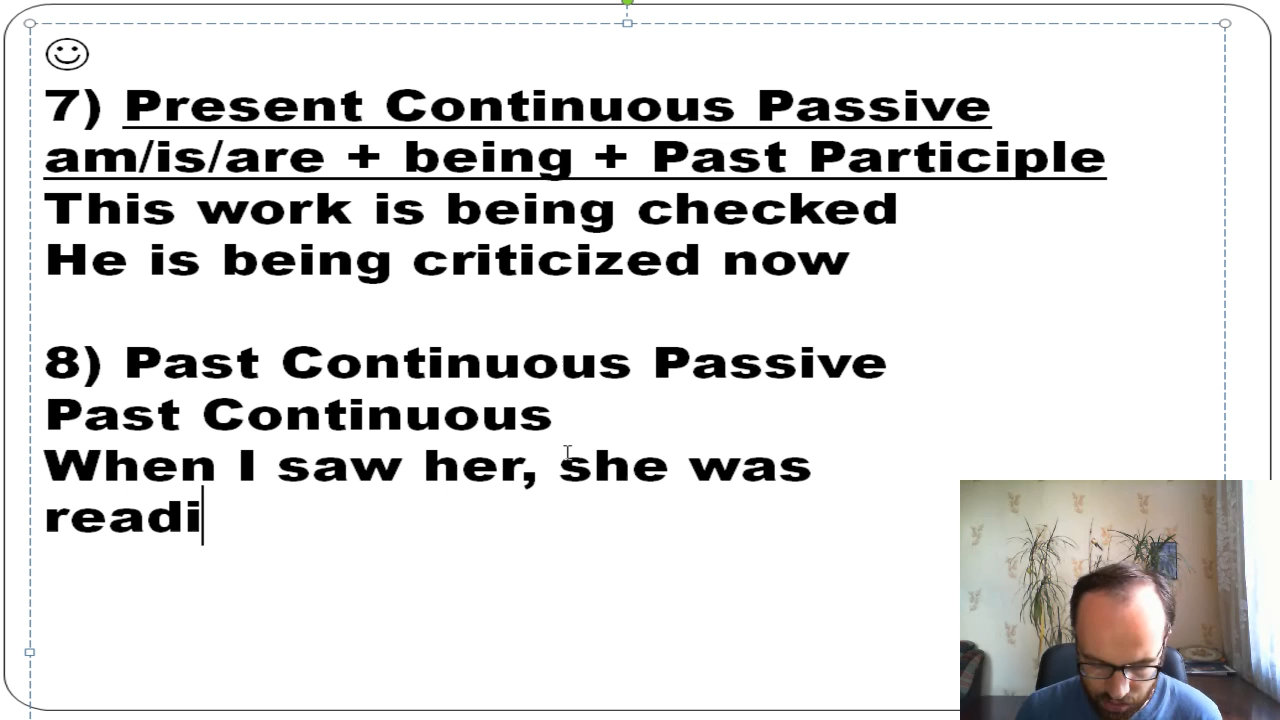 7) Present Continuous Passive
am/is/are + being + Past Participle
This work is being checked
He is being criticized now
8) Past Continuous Passive
Past Continuous
When I saw her, she was
readi